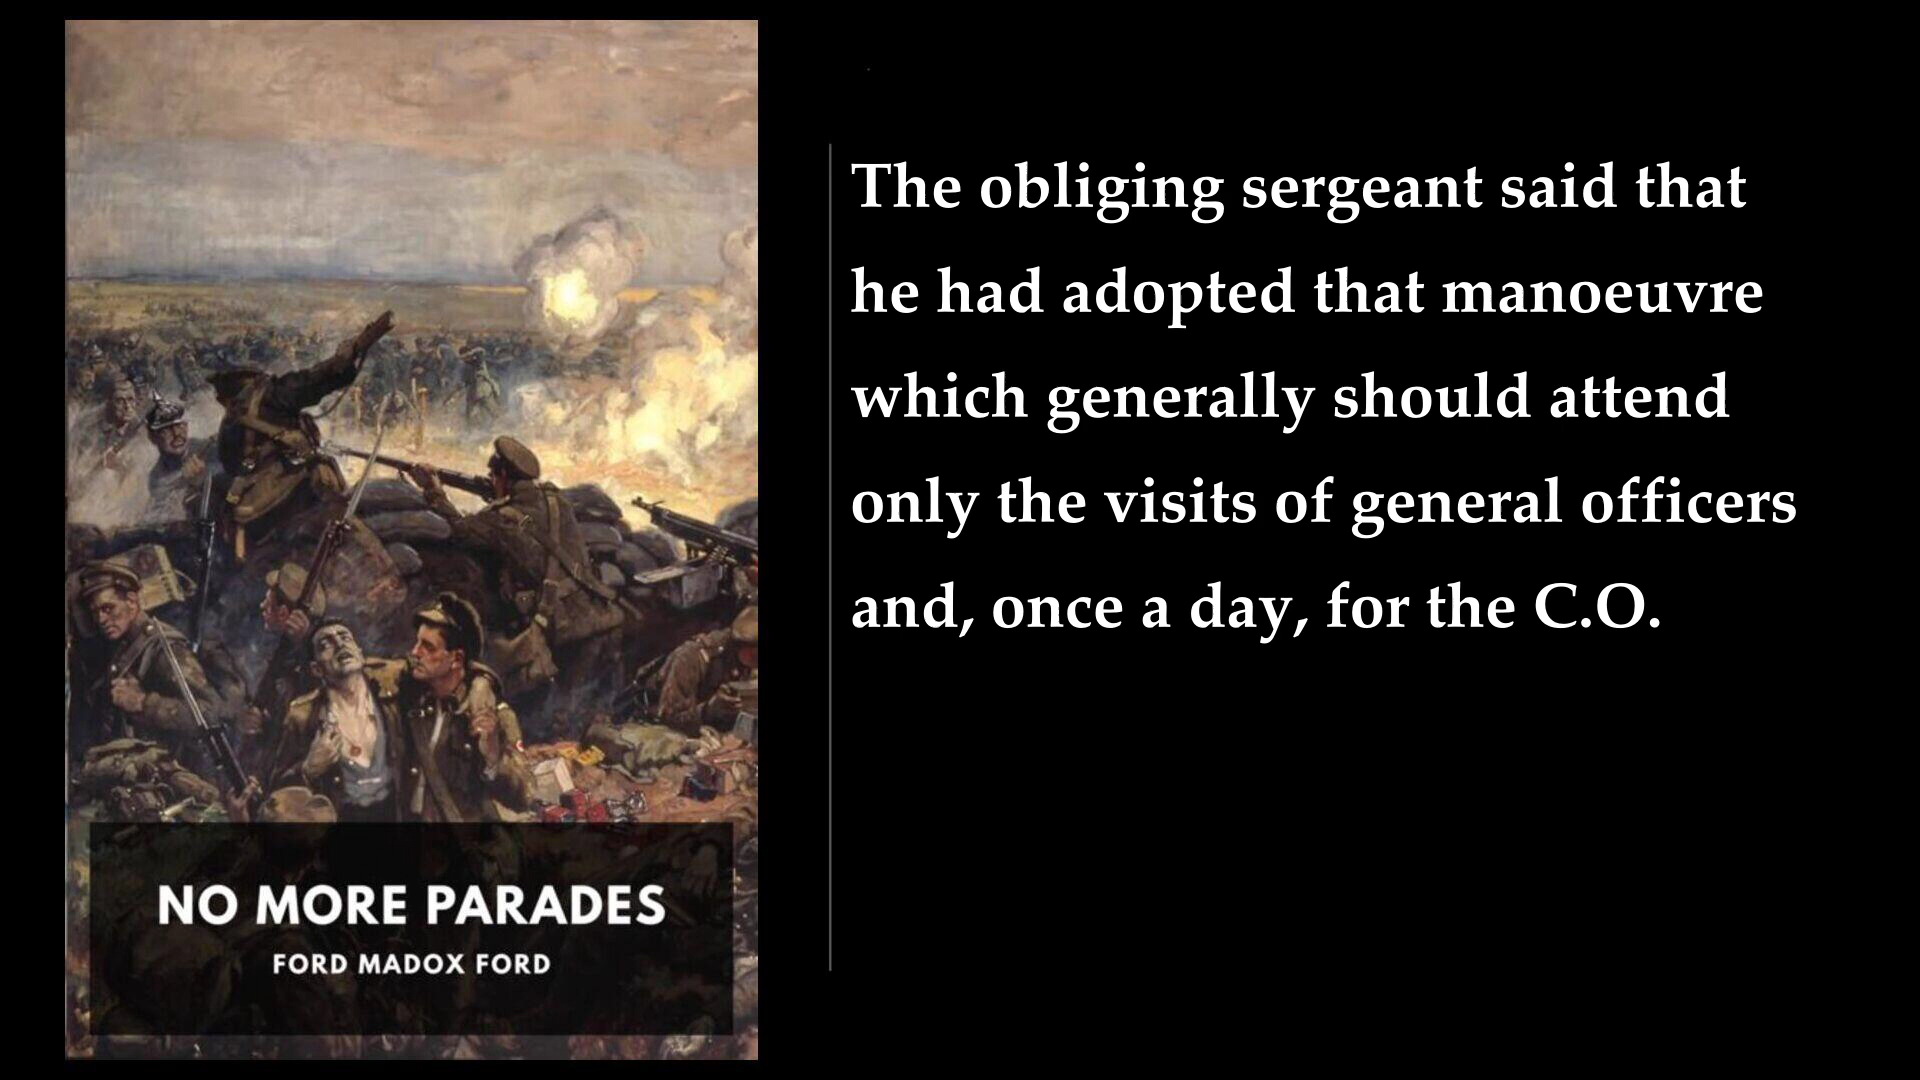 The obliging sergeant said that
he had adopted that manoeuvre
which generally should attend
only the visits of general officers
and, once a day, for the C.O.
NO MORE PARADES
FORD MADOX FORD